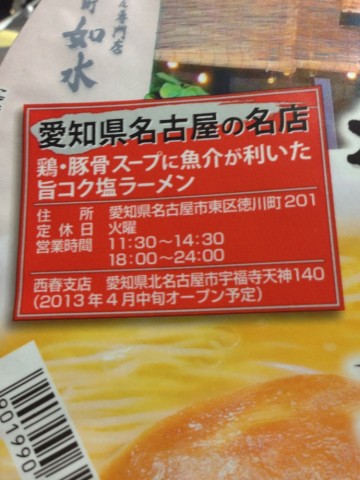 専門店
町
如水
愛知県名古屋の名店
鶏・豚骨スープに魚介が利いた
旨コク塩ラーメン
住 所 愛知県名古屋市東区徳川町201
定休日 火曜
営業時間 11:30〜14:30
18:00〜24:00
西春支店 愛知県北名古屋市宇福寺天神140
(2013年4月中旬オープン予定)
901990